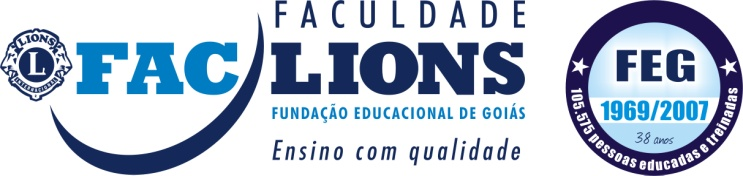 FACULDADE
L
INTERNATIONAL
FAC LIONS
FUNDAÇÃO EDUCACIONAL DE GOIÁS
Ensino com qualidade
FEG
1969/2007
38 anos
105.575 pessoas educadas e treinadas